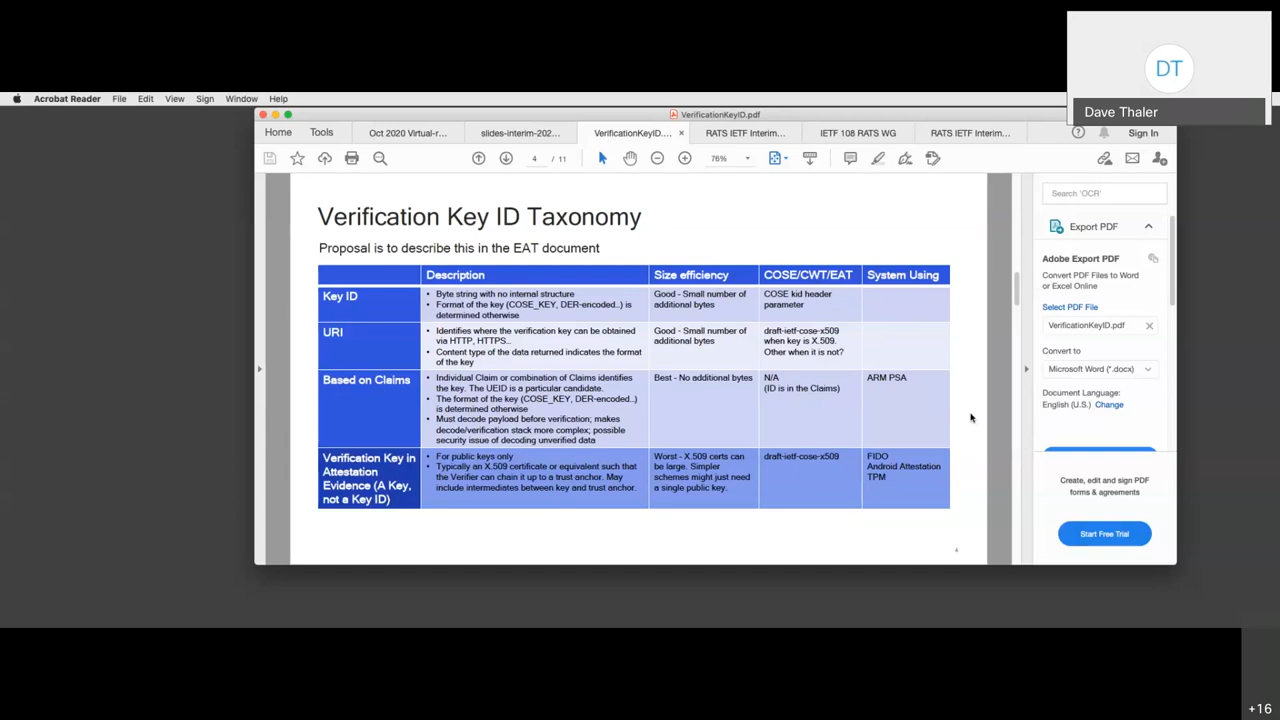 DT
Dave Thaler
Acrobat Reader File Edit View Sign Window Help
VerificationKeyID.pdf
Home Tools Oct 2020 Virtual-r... slides-interim-202... VerificationKeyID.... × RATS IETF Interim... IETF 108 RATS WG RATS IETF Interim... Sign In
4 / 11 76%
Verification Key ID Taxonomy
Proposal is to describe this in the EAT document
Description Size efficiency COSE/CWT/EAT System Using
Key ID
• Byte string with no internal structure
• Format of the key (COSE_KEY, DER-encoded..) is
determined otherwise
Good - Small number of
additional bytes
COSE kid header
parameter
URI
• Identifies where the verification key can be obtained
via HTTP, HTTPS...
• Content type of the data returned indicates the format
of the key
Good - Small number of
additional bytes
draft-ietf-cose-x509
when key is X.509.
Other when it is not?
Based on Claims
• Individual Claim or combination of Claims identifies
the key. The UEID is a particular candidate.
• The format of the key (COSE_KEY, DER-encoded..)
is determined otherwise
• Must decode payload before verification; makes
decode/verification stack more complex; possible
security issue of decoding unverified data
Best - No additional bytes
N/A
(ID is in the Claims)
ARM PSA
Verification Key in
Attestation
Evidence (A Key,
not a Key ID)
• For public keys only
• Typically an X.509 certificate or equivalent such that
the Verifier can chain it up to a trust anchor. May
include intermediates between key and trust anchor.
Worst - X.509 certs can
be large. Simpler
schemes might just need
a single public key.
draft-ietf-cose-x509
FIDO
Android Attestation
TPM
4
Search 'OCR'
Export PDF
Adobe Export PDF
Convert PDF Files to Word
or Excel Online
Select PDF File
VerificationKeyID.pdf
Convert to
Microsoft Word (*.docx)
Document Language:
English (U.S.) Change
Create, edit and sign PDF
forms & agreements
Start Free Trial
+16